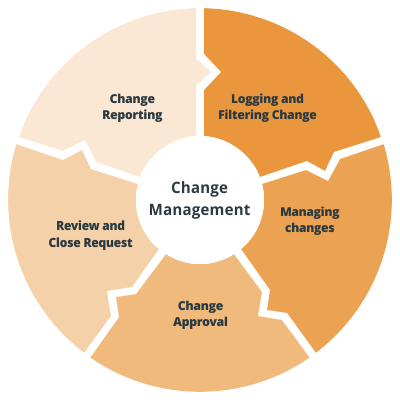 Change
Reporting
Logging and
Filtering Change
Change
Management
Managing
changes
Review and
Close Request
Change
Approval